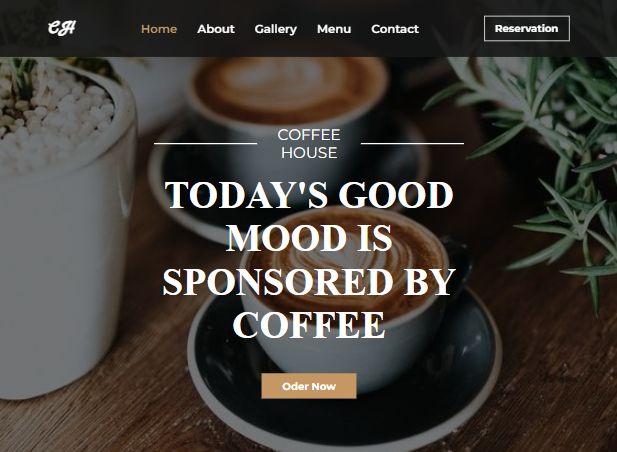 CH Home About Gallery Menu Contact Reservation
COFFEE
HOUSE
TODAY'S GOOD
MOOD IS
SPONSORED BY
COFFEE
Oder Now